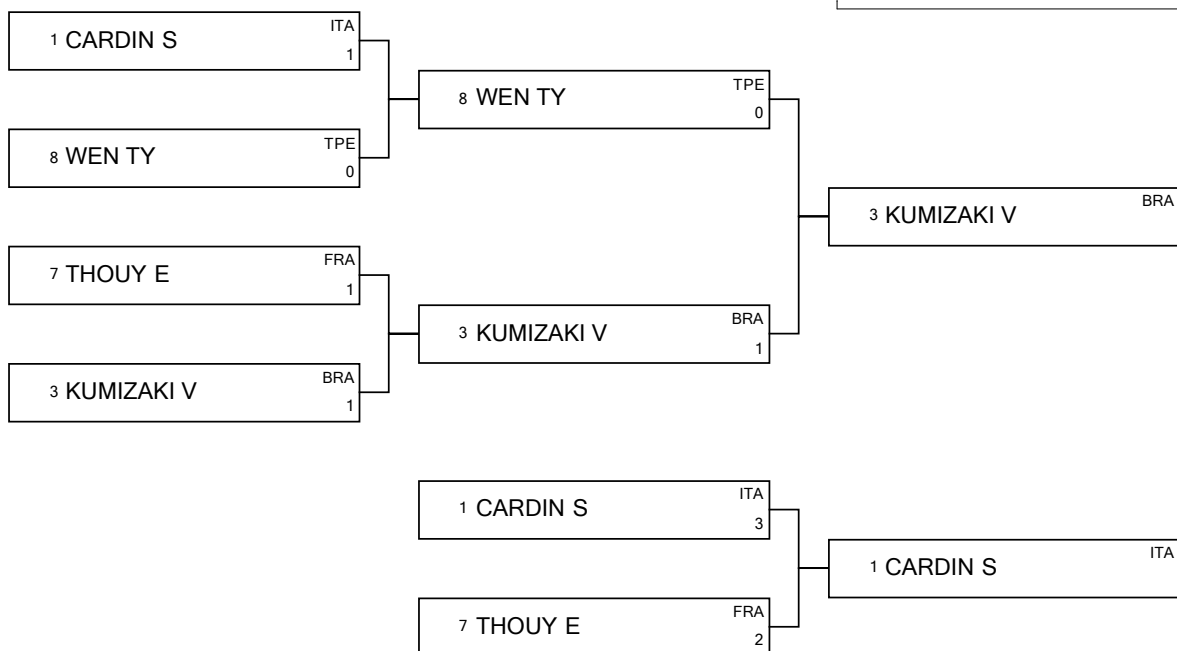 1 CARDIN S ITA
1
8 WEN TY TPE
0
8 WEN TY TPE
0
3 KUMIZAKI V BRA
7 THOUY E FRA
1
3 KUMIZAKI V BRA
1
3 KUMIZAKI V BRA
1
1 CARDIN S ITA
3
1 CARDIN S ITA
7 THOUY E FRA
2